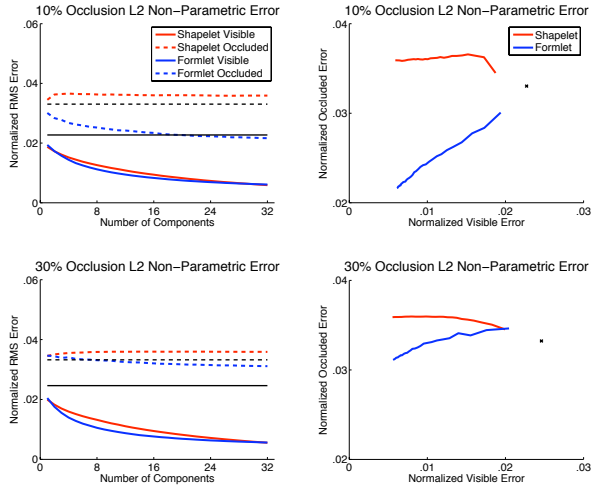 10% Occlusion L2 Non−Parametric Error
Normalized RMS Error
.06
.04
.02
0
0
8
16
24
32
Number of Components
Shapelet Visible
Shapelet Occluded
Formlet Visible
Formlet Occluded
10% Occlusion L2 Non−Parametric Error
Normalized Occluded Error
.04
.03
.02
0
.01
.02
.03
Normalized Visible Error
Shapelet
Formlet
30% Occlusion L2 Non−Parametric Error
Normalized RMS Error
.06
.04
.02
0
0
8
16
24
32
Number of Components
30% Occlusion L2 Non−Parametric Error
Normalized Occluded Error
.04
.03
.02
0
.01
.02
.03
Normalized Visible Error